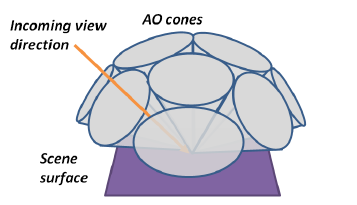 Incoming view
direction
AO cones
Scene
surface